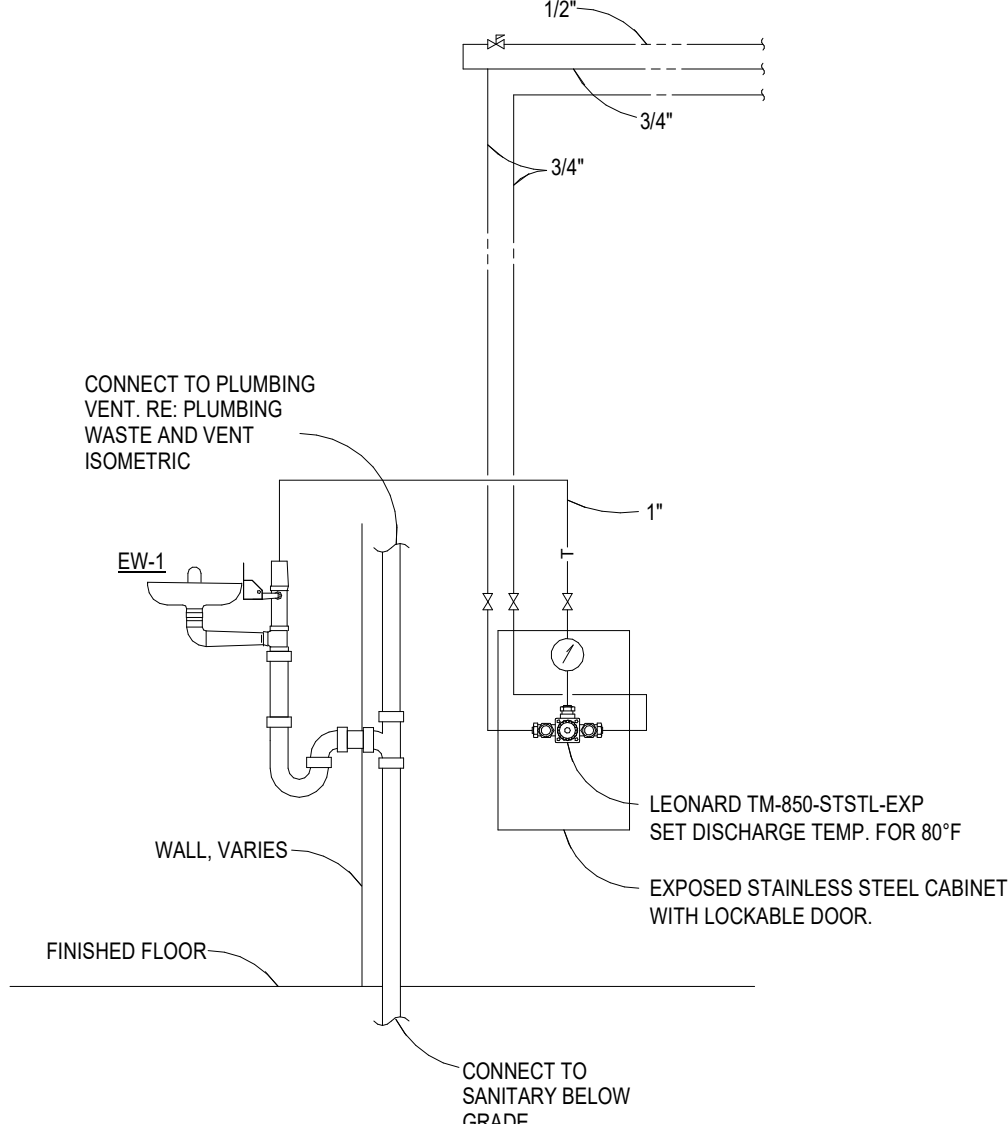 1/2"
3/4"
3/4"
CONNECT TO PLUMBING
VENT. RE: PLUMBING
WASTE AND VENT
ISOMETRIC
1"
EW-1
T
LEONARD TM-850-STSTL-EXP
SET DISCHARGE TEMP. FOR 80°F
WALL, VARIES
EXPOSED STAINLESS STEEL CABINET
WITH LOCKABLE DOOR.
FINISHED FLOOR
CONNECT TO
SANITARY BELOW
GRADE